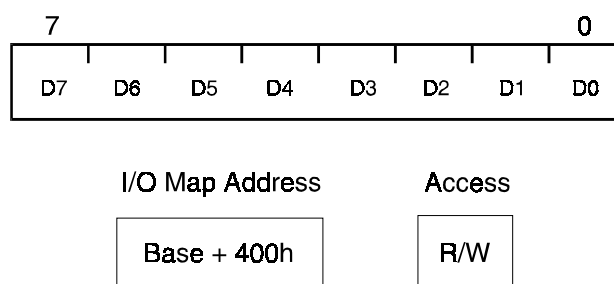 7 0
D7 D6 D5 D4 D3 D2 D1 D0
I/O Map Address Access
Base + 400h R/W